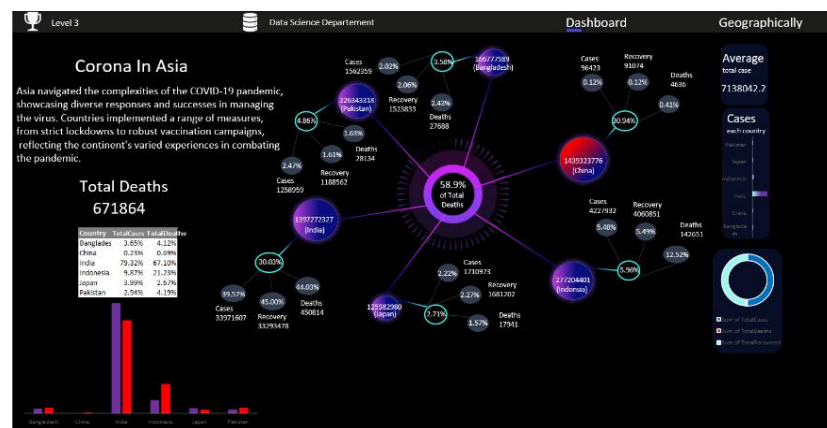 Level 3
Data Science Departement
Dashboard
Geographically
Corona In Asia
Asia navigated the complexities of the COVID-19 pandemic,
showcasing diverse responses and successes in managing
the virus. Countries implemented a range of measures,
from strict lockdowns to robust vaccination campaigns,
reflecting the continent's varied experiences in combating
the pandemic.
Total Deaths
671864
Country TotalCases TotalDeaths
Bangladesh 3.65% 4.12%
China 0.23% 0.69%
India 79.32% 67.10%
Indonesia 9.87% 21.23%
Japan 3.99% 2.67%
Pakistan 2.94% 4.19%
Bangladesh
China
India
Indonesia
Japan
Pakistan
166777589
(Bangladesh)
3.58%
Cases
1562359
2.02%
2.06%
Recovery
1523833
2.43%
Deaths
27688
226343318
(Pakistan)
4.86%
1.63%
Deaths
28134
1.61%
Recovery
1188562
2.47%
Cases
1258959
58.9%
of Total
Deaths
1397272327
(India)
30.03%
39.57%
Cases
33971607
45.00%
Recovery
33293478
44.03%
Deaths
450814
125982980
(Japan)
2.71%
Cases
1710973
2.22%
Recovery
1681202
2.27%
Deaths
17941
1.57%
1439323776
(China)
30.94%
Cases
96423
0.12%
Recovery
91074
0.12%
Deaths
4636
0.41%
277204401
(Indonsia)
5.96%
Cases
4227932
5.48%
Recovery
4060851
5.49%
Deaths
142651
12.52%
Average
total case
7138042.2
Cases
each country
Pakistan
Japan
Indonesia
India
China
Banglade
Sum of TotalCases
Sum of TotalDeaths
Sum of TotalRecovered